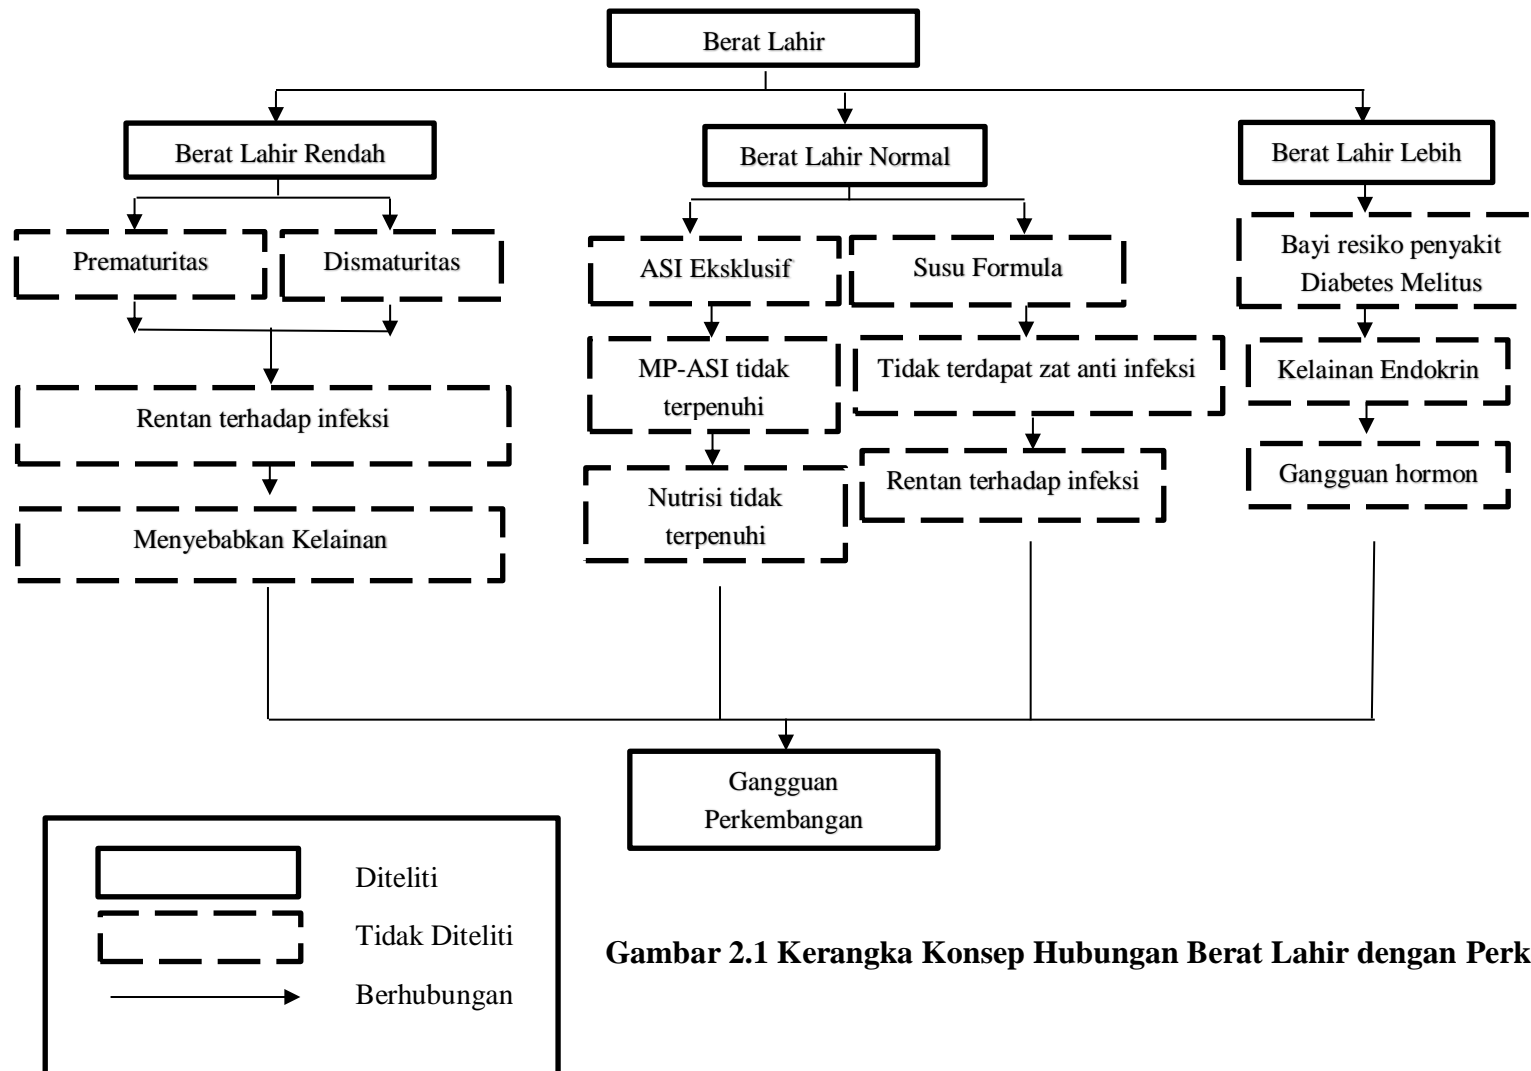 Berat Lahir
Berat Lahir Rendah
Berat Lahir Normal
Berat Lahir Lebih
Prematuritas
Dismaturitas
ASI Eksklusif
Susu Formula
Bayi resiko penyakit
Diabetes Melitus
Rentan terhadap infeksi
MP-ASI tidak
terpenuhi
Tidak terdapat zat anti infeksi
Kelainan Endokrin
Menyebabkan Kelainan
Nutrisi tidak
terpenuhi
Rentan terhadap infeksi
Gangguan hormon
Gangguan
Perkembangan
Diteliti
Tidak Diteliti
Berhubungan
Gambar 2.1 Kerangka Konsep Hubungan Berat Lahir dengan Perk